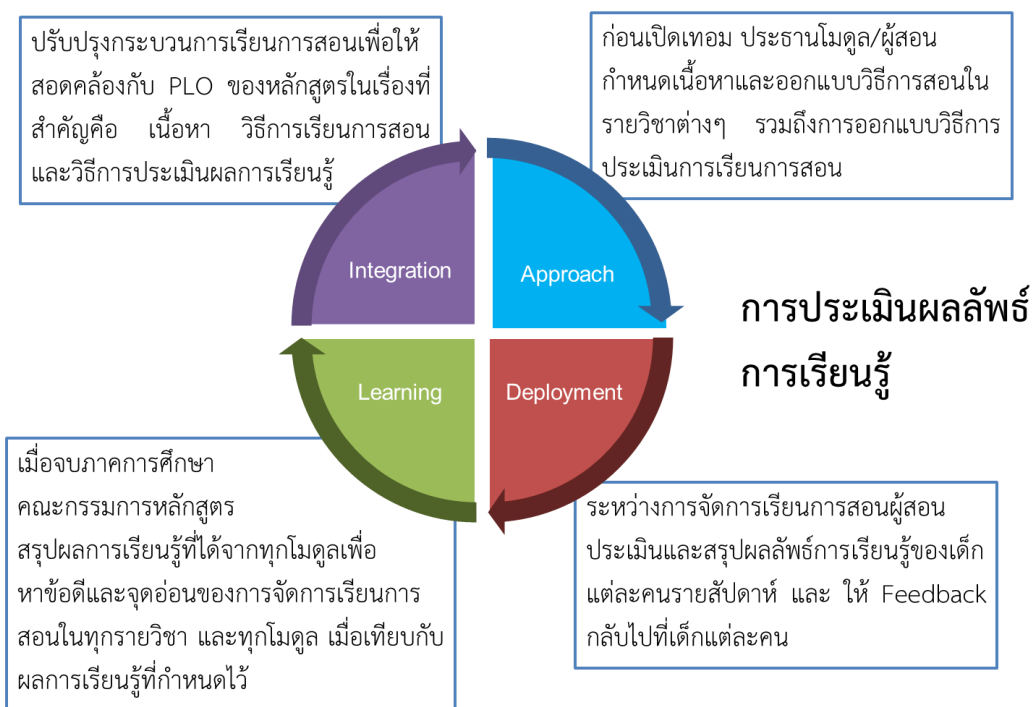 ปรับปรุงกระบวนการเรียนการสอนเพื่อให้
สอดคล้องกับ PLO ของหลักสูตรในเรื่องที่
สำคัญคือ เนื้อหา วิธีการเรียนการสอน
และวิธีการประเมินผลการเรียนรู้
ก่อนเปิดเทอม ประธานโมดูล/ผู้สอน
กำหนดเนื้อหาและออกแบบวิธีการสอนใน
รายวิชาต่างๆ รวมถึงการออกแบบวิธีการ
ประเมินการเรียนการสอน
Integration
Approach
Learning
Deployment
การประเมินผลลัพธ์
การเรียนรู้
เมื่อจบภาคการศึกษา
คณะกรรมการหลักสูตร
สรุปผลการเรียนรู้ที่ได้จากทุกโมดูลเพื่อ
หาข้อดีและจุดอ่อนของการจัดการเรียนการ
สอนในทุกรายวิชา และทุกโมดูล เมื่อเทียบกับ
ผลการเรียนรู้ที่กำหนดไว้
ระหว่างการจัดการเรียนการสอนผู้สอน
ประเมินและสรุปผลลัพธ์การเรียนรู้ของเด็ก
แต่ละคนรายสัปดาห์ และ ให้ Feedback
กลับไปที่เด็กแต่ละคน